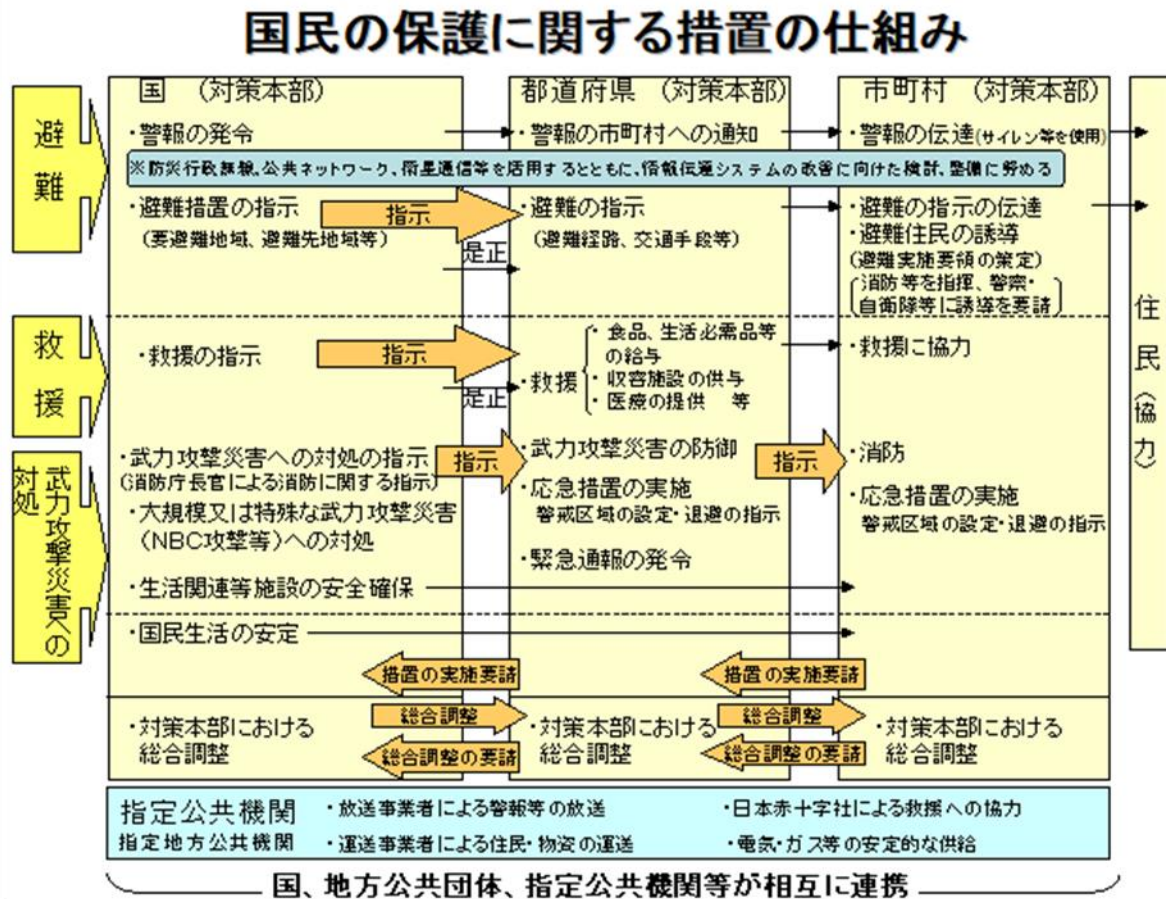 国民の保護に関する措置の仕組み
避難
国 (対策本部)
都道府県 (対策本部)
市町村 (対策本部)
・警報の発令
・警報の市町村への通知
・警報の伝達(サイレン等を使用)
※防災行政無線、公共ネットワーク、衛星通信等を活用するとともに、情報伝達システムの改善に向けた検討、整備に努める
・避難措置の指示
(要避難地域、避難先地域等)
指示
是正
・避難の指示
(避難経路、交通手段等)
・避難の指示の伝達
・避難住民の誘導
(避難実施要領の策定)
消防等を指揮、警察・
自衛隊等に誘導を要請
住民(協力)
救援
・救援の指示
指示
是正
・救援
・食品、生活必需品等
の給与
・収容施設の供与
・医療の提供 等
・救援に協力
武力攻撃災害への
対処
・武力攻撃災害への対処の指示
(消防庁長官による消防に関する指示)
・大規模又は特殊な武力攻撃災害
(NBC攻撃等)への対処
指示
・武力攻撃災害の防御
・応急措置の実施
警戒区域の設定・退避の指示
・緊急通報の発令
指示
・消防
・応急措置の実施
警戒区域の設定・退避の指示
・生活関連等施設の安全確保
・国民生活の安定
措置の実施要請
措置の実施要請
・対策本部における
総合調整
総合調整
総合調整の要請
・対策本部における
総合調整
総合調整
総合調整の要請
・対策本部における
総合調整
指定公共機関
指定地方公共機関
・放送事業者による警報等の放送
・日本赤十字社による救援への協力
・運送事業者による住民・物資の運送
・電気・ガス等の安定的な供給
国、地方公共団体、指定公共機関等が相互に連携